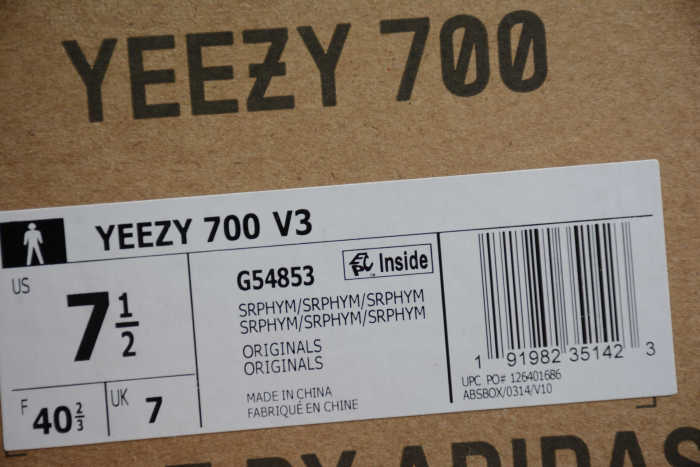 YEEZY 700
YEEZY 700 V3
US
7 1/2
F 40 2/3
UK 7
G54853
Inside
SRPHYM/SRPHYM/SRPHYM
SRPHYM/SRPHYM/SRPHYM
ORIGINALS
ORIGINALS
MADE IN CHINA
FABRIQUÉ EN CHINE
1 91982 35142 3
UPC PO# 126401686
ABSBOX/0314/V10
BY ADIDAS